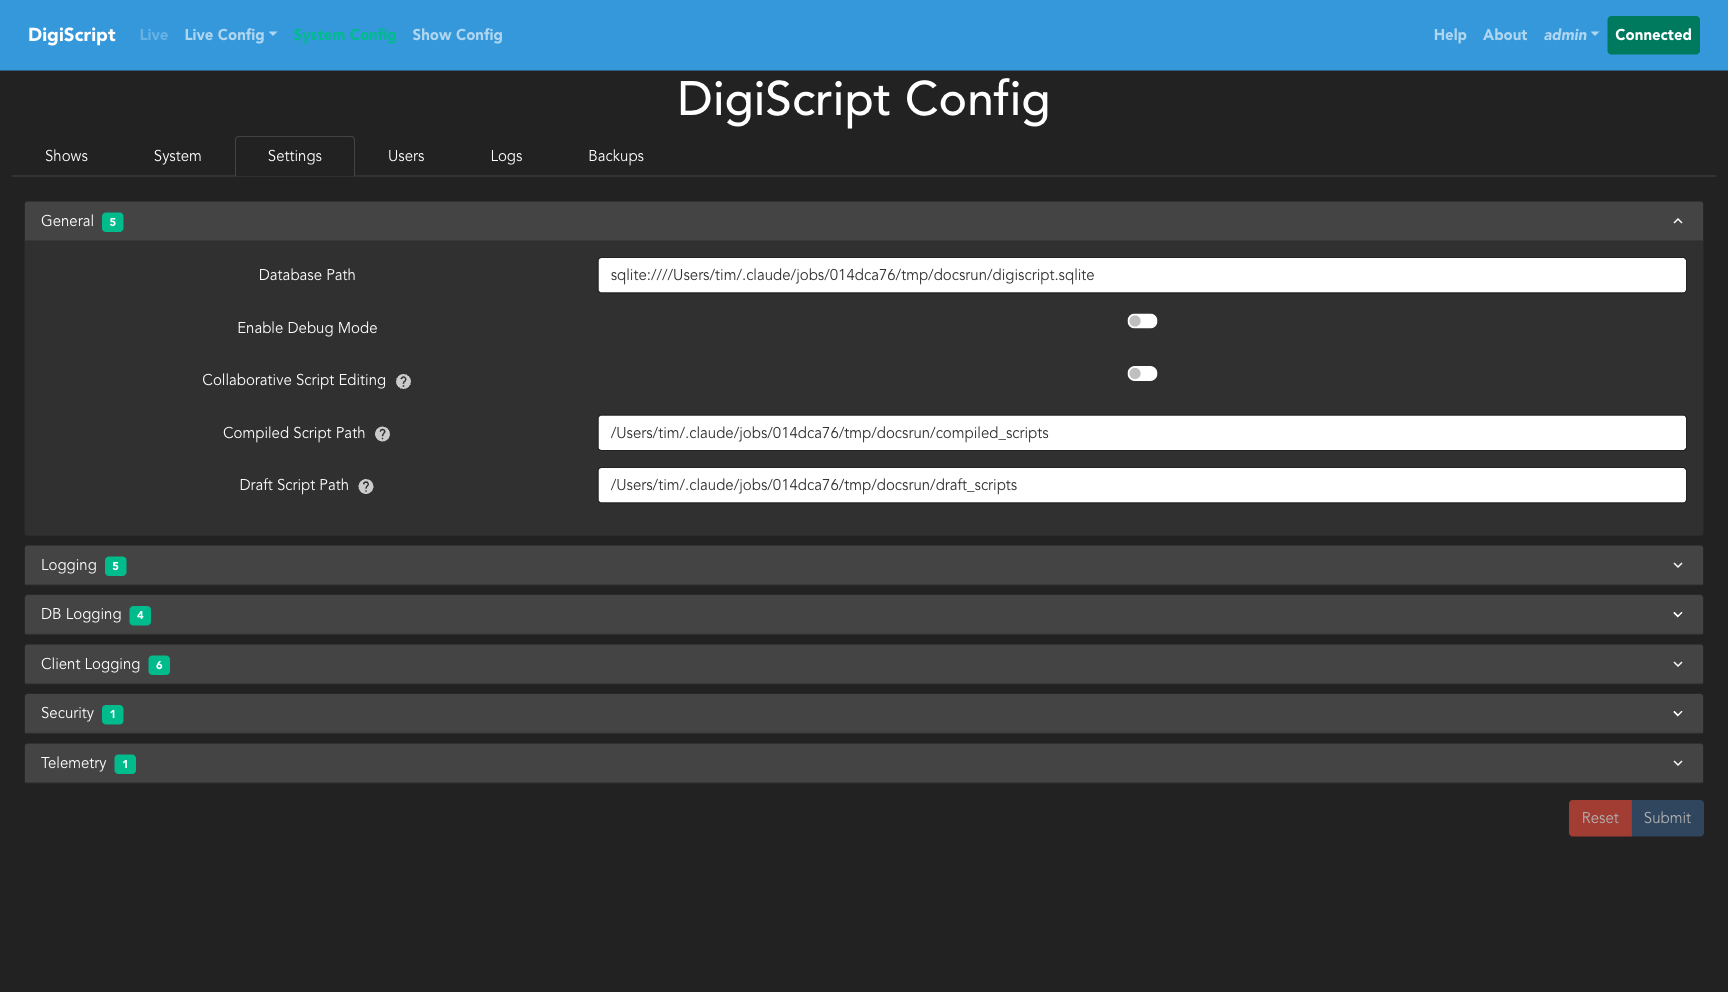 DigiScript Live Live Config System Config Show Config Help About admin Connected
DigiScript Config
Shows System Settings Users Logs Backups
General 5
Database Path sqlite:////Users/tim/.claude/jobs/014dca76/tmp/docsrun/digiscript.sqlite
Enable Debug Mode
Collaborative Script Editing ?
Compiled Script Path ? /Users/tim/.claude/jobs/014dca76/tmp/docsrun/compiled_scripts
Draft Script Path ? /Users/tim/.claude/jobs/014dca76/tmp/docsrun/draft_scripts
Logging 5
DB Logging 4
Client Logging 6
Security 1
Telemetry 1
Reset Submit